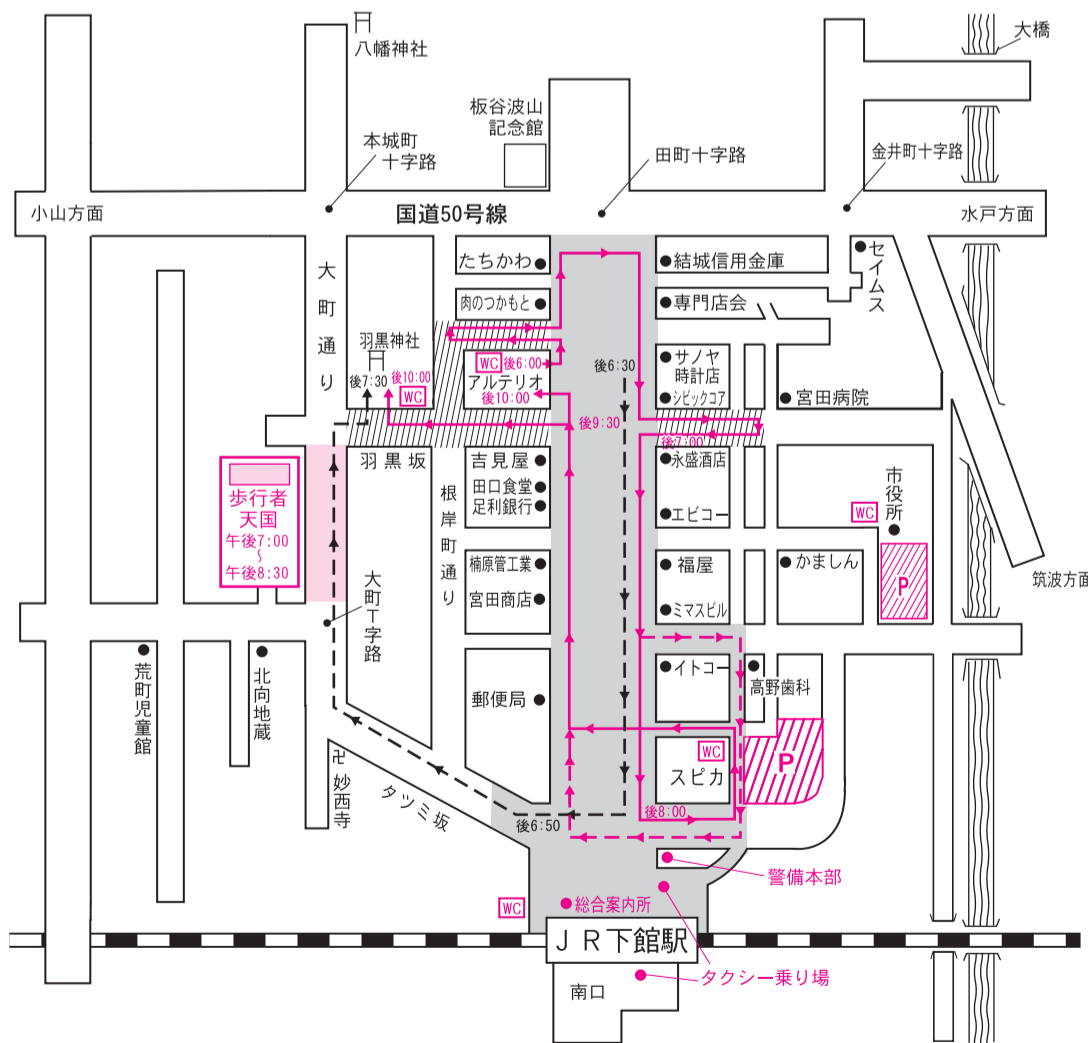 八幡神社
大橋
板谷波山
記念館
本城町
十字路
田町十字路
金井町十字路
小山方面
国道50号線
水戸方面
大町通り
たちかわ
結城信用金庫
セイムス
肉のつかもと
専門店会
羽黒神社
後7:30
後10:00
WC
WC
後6:00
アルテリオ
後10:00
後6:30
サノヤ
時計店
シビックコア
宮田病院
後9:30
後7:00
羽黒坂
吉見屋
田口食堂
足利銀行
永盛酒店
エビコー
市役所
WC
P
歩行者
天国
午後7:00
〜
午後8:30
根岸町通り
楠原管工業
宮田商店
福屋
ミマスビル
かましん
筑波方面
大町T字路
荒町児童館
北向地蔵
郵便局
イトコー
高野歯科
WC
スピカ
P
卍妙西寺
タツミ坂
後6:50
後8:00
警備本部
WC
総合案内所
JR下館駅
タクシー乗り場
南口